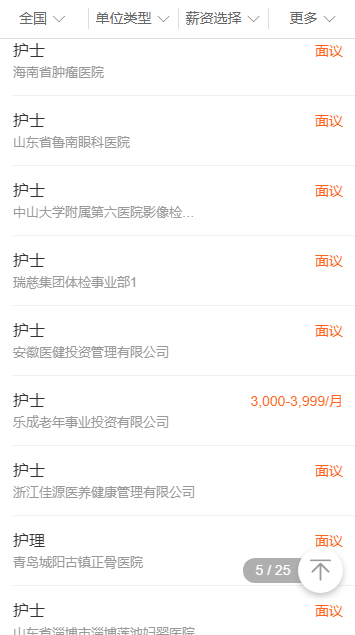 全国 单位类型 薪资选择 更多
护士 面议
海南省肿瘤医院
护士 面议
山东省鲁南眼科医院
护士 面议
中山大学附属第六医院影像检...
护士 面议
瑞慈集团体检事业部1
护士 面议
安徽医健投资管理有限公司
护士 3,000-3,999/月
乐成老年事业投资有限公司
护士 面议
浙江佳源医养健康管理有限公司
护理 面议
青岛城阳古镇正骨医院
5 / 25
护士 面议
山东省淄博市淄博莲池妇婴医院